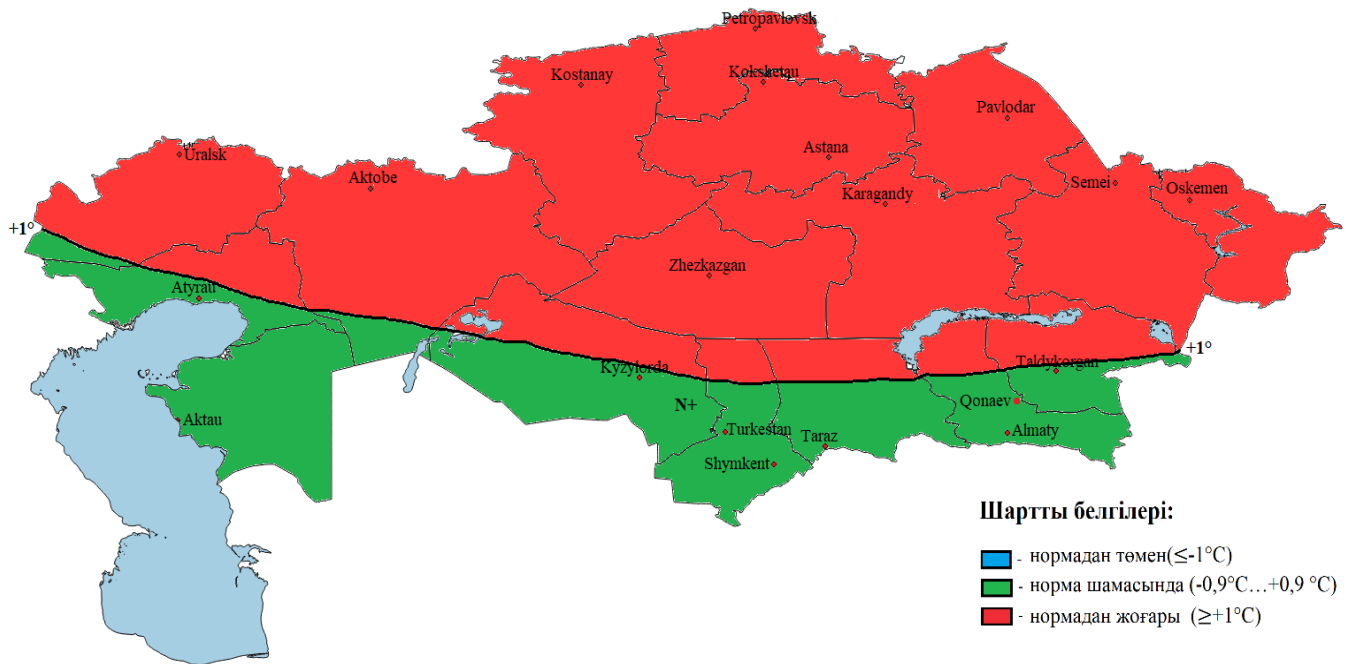 Petropavlovsk
Kokshetau
Kostanay
Pavlodar
Astana
Uralsk
Aktobe
Semei
Oskemen
Karagandy
+1°
Zhezkazgan
Atyrau
+1°
Taldykorgan
Kyzylorda
Qonaev
N+
Aktau
Turkestan
Almaty
Taraz
Shymkent
Шартты белгілері:
- нормадан төмен(≤-1°C)
- норма шамасында (-0,9°C…+0,9 °C)
- нормадан жоғары (≥+1°C)